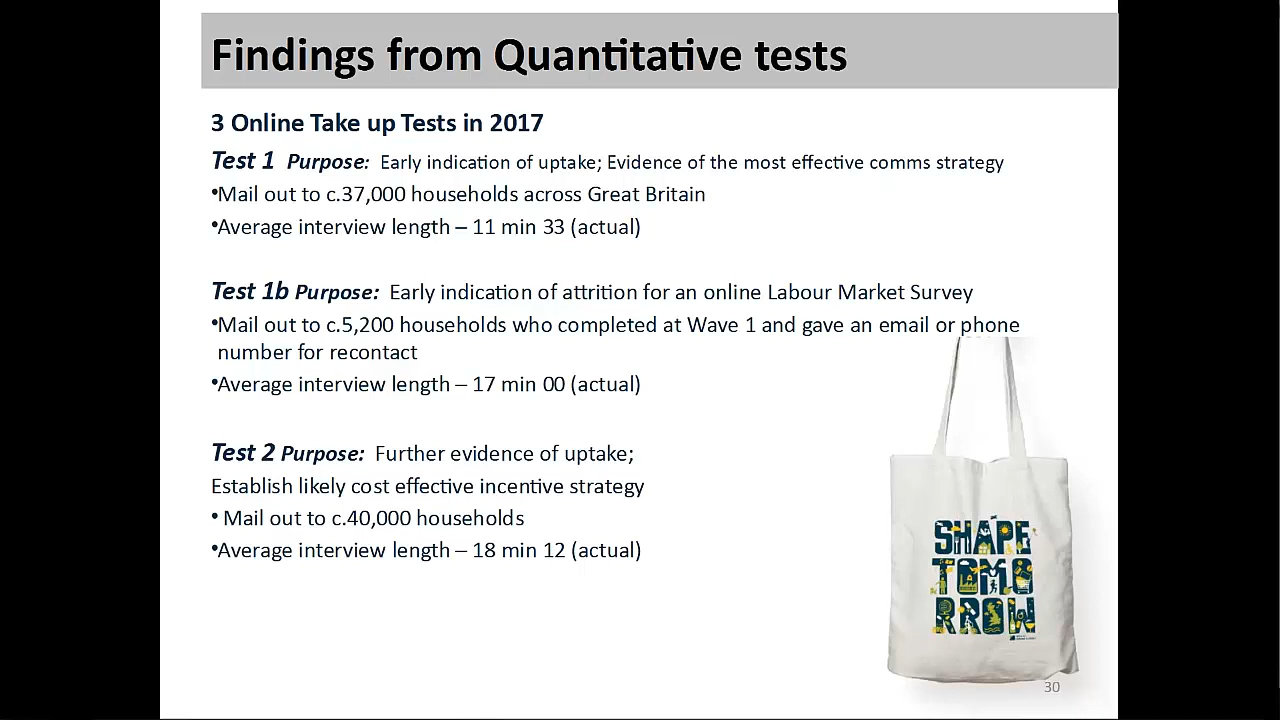 Findings from Quantitative tests
3 Online Take up Tests in 2017
Test 1 Purpose: Early indication of uptake; Evidence of the most effective comms strategy
•Mail out to c.37,000 households across Great Britain
•Average interview length – 11 min 33 (actual)
Test 1b Purpose: Early indication of attrition for an online Labour Market Survey
•Mail out to c.5,200 households who completed at Wave 1 and gave an email or phone
number for recontact
•Average interview length – 17 min 00 (actual)
Test 2 Purpose: Further evidence of uptake;
Establish likely cost effective incentive strategy
• Mail out to c.40,000 households
•Average interview length – 18 min 12 (actual)
SHAPE
TOMO
RROW
30